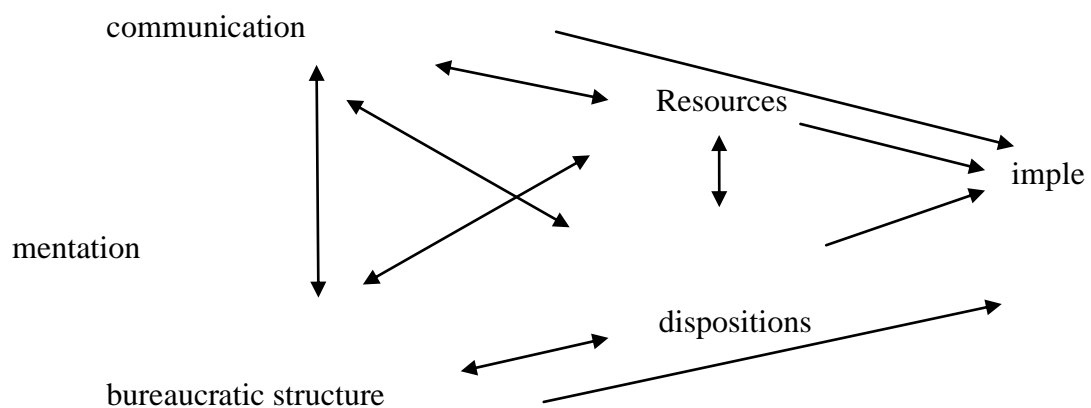 communication
Resources
imple
mentation
dispositions
bureaucratic structure